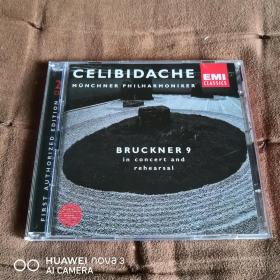 CELIBIDACHE
MÜNCHNER PHILHARMONIKER
EMI
CLASSICS
BRUCKNER 9
in concert and
rehearsal
FIRST AUTHORIZED EDITION
HUAWEI nova 3
AI CAMERA